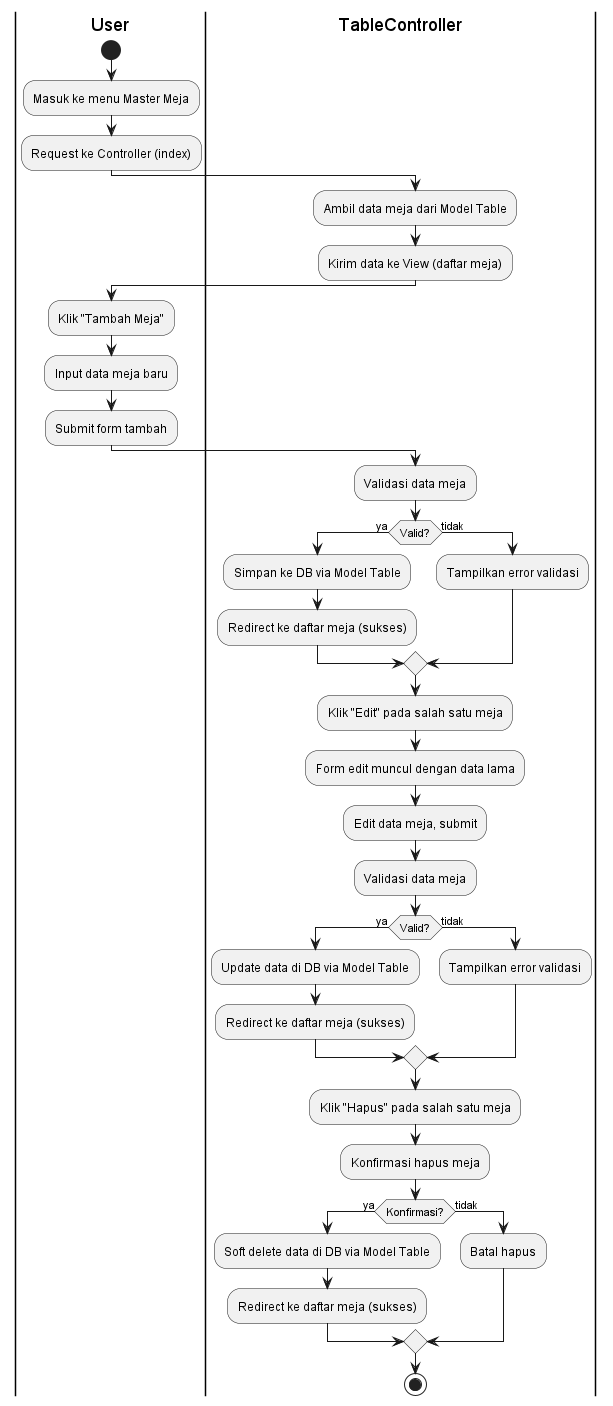 User
TableController
Masuk ke menu Master Meja
Request ke Controller (index)
Ambil data meja dari Model Table
Kirim data ke View (daftar meja)
Klik "Tambah Meja"
Input data meja baru
Submit form tambah
Validasi data meja
ya
Valid?
tidak
Simpan ke DB via Model Table
Tampilkan error validasi
Redirect ke daftar meja (sukses)
Klik "Edit" pada salah satu meja
Form edit muncul dengan data lama
Edit data meja, submit
Validasi data meja
ya
Valid?
tidak
Update data di DB via Model Table
Tampilkan error validasi
Redirect ke daftar meja (sukses)
Klik "Hapus" pada salah satu meja
Konfirmasi hapus meja
ya
Konfirmasi?
tidak
Soft delete data di DB via Model Table
Batal hapus
Redirect ke daftar meja (sukses)